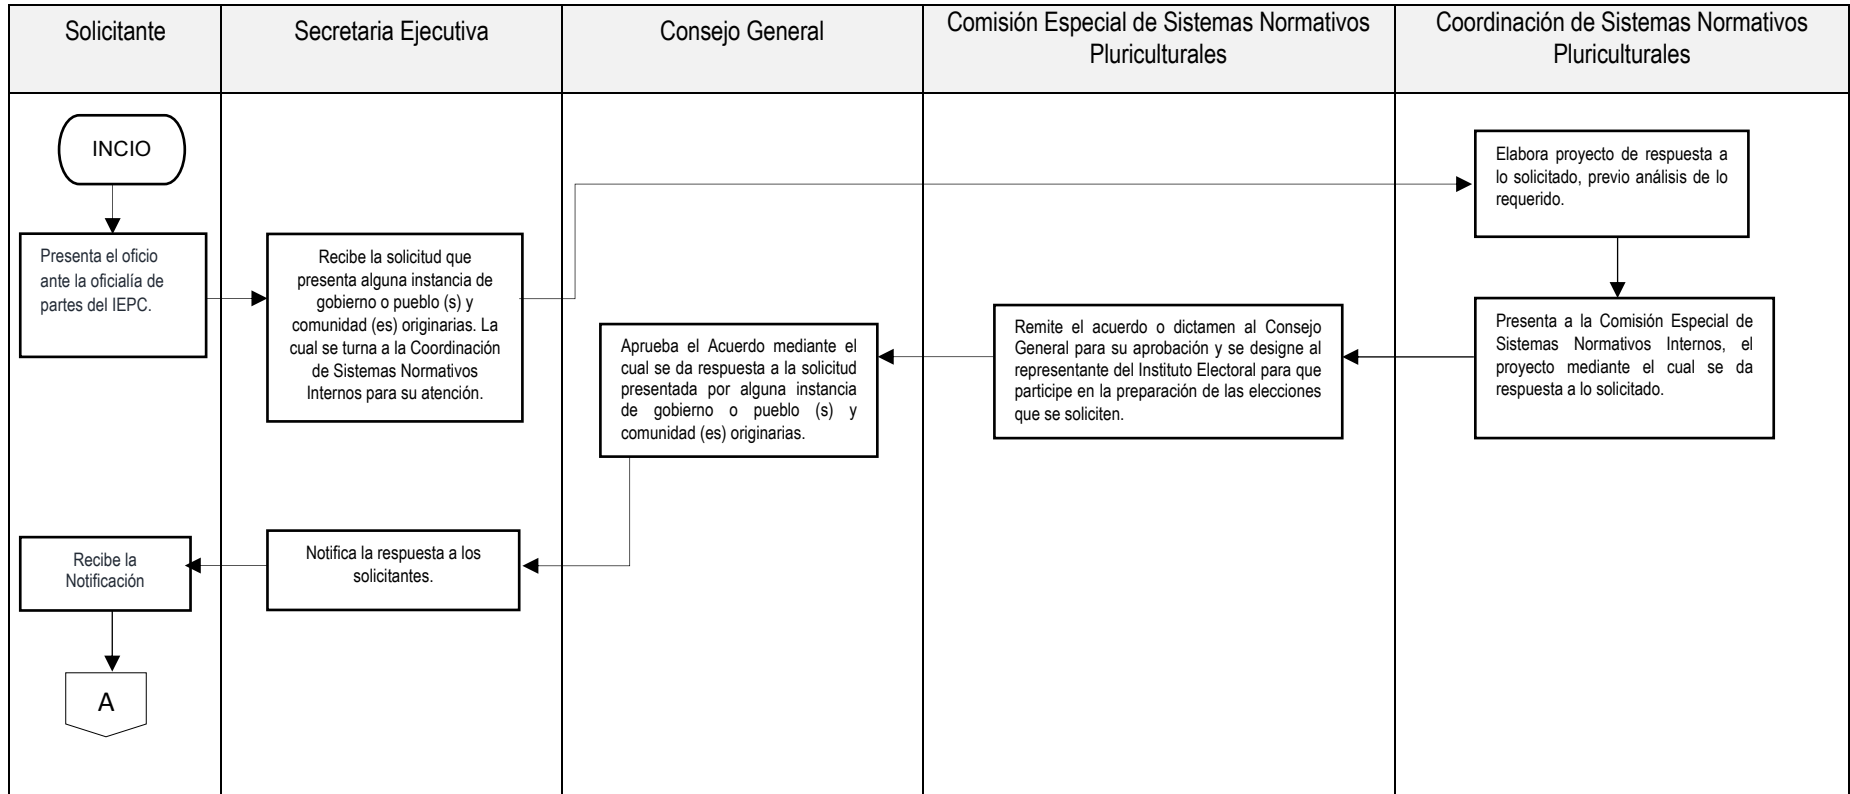 Solicitante
Secretaria Ejecutiva
Consejo General
Comisión Especial de Sistemas Normativos
Pluriculturales
Coordinación de Sistemas Normativos
Pluriculturales
INCIO
Presenta el oficio
ante la oficialía de
partes del IEPC.
Recibe la solicitud que
presenta alguna instancia de
gobierno o pueblo (s) y
comunidad (es) originarias. La
cual se turna a la Coordinación
de Sistemas Normativos
Internos para su atención.
Elabora proyecto de respuesta a
lo solicitado, previo análisis de lo
requerido.
Presenta a la Comisión Especial de
Sistemas Normativos Internos, el
proyecto mediante el cual se da
respuesta a lo solicitado.
Remite el acuerdo o dictamen al Consejo
General para su aprobación y se designe al
representante del Instituto Electoral para que
participe en la preparación de las elecciones
que se soliciten.
Aprueba el Acuerdo mediante el
cual se da respuesta a la solicitud
presentada por alguna instancia
de gobierno o pueblo (s) y
comunidad (es) originarias.
Notifica la respuesta a los
solicitantes.
Recibe la
Notificación
A